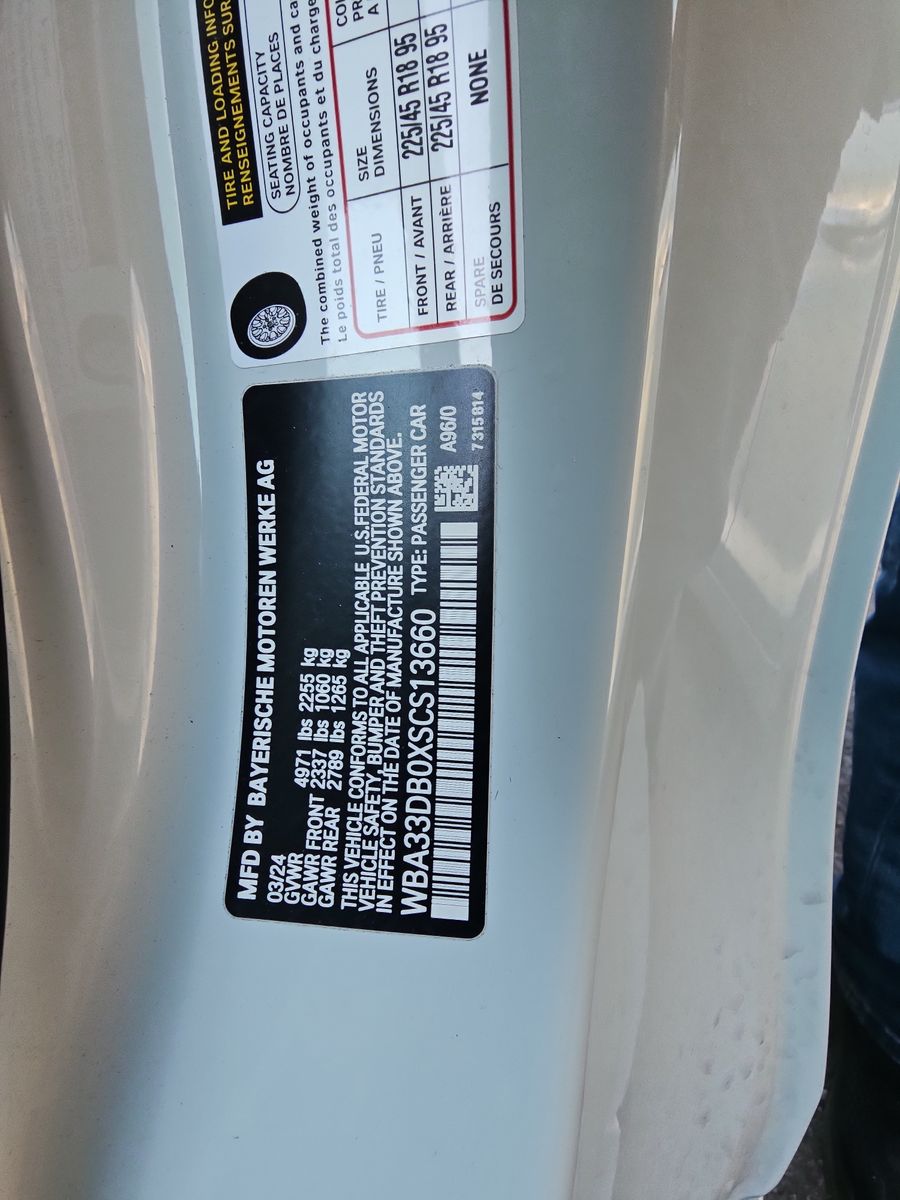 TIRE AND LOADING INFO
RENSEIGNEMENTS SUR
SEATING CAPACITY
NOMBRE DE PLACES
The combined weight of occupants and
Le poids total des occupants et du charge
TIRE / PNEU
SIZE
DIMENSIONS
FRONT / AVANT
225/45 R18 95
REAR / ARRIÈRE
225/45 R18 95
SPARE
DE SECOURS
NONE
MFD BY BAYERISCHE MOTOREN WERKE AG
03/24
GVWR 4971 lbs 2255 kg
GAWR FRONT 2337 lbs 1060 kg
GAWR REAR 2789 lbs 1265 kg
THIS VEHICLE CONFORMS TO ALL APPLICABLE U.S.FEDERAL MOTOR
VEHICLE SAFETY, BUMPER AND THEFT PREVENTION STANDARDS
IN EFFECT ON THE DATE OF MANUFACTURE SHOWN ABOVE.
WBA33DB0XSCS13660 TYPE: PASSENGER CAR
A96/0
7 315 814